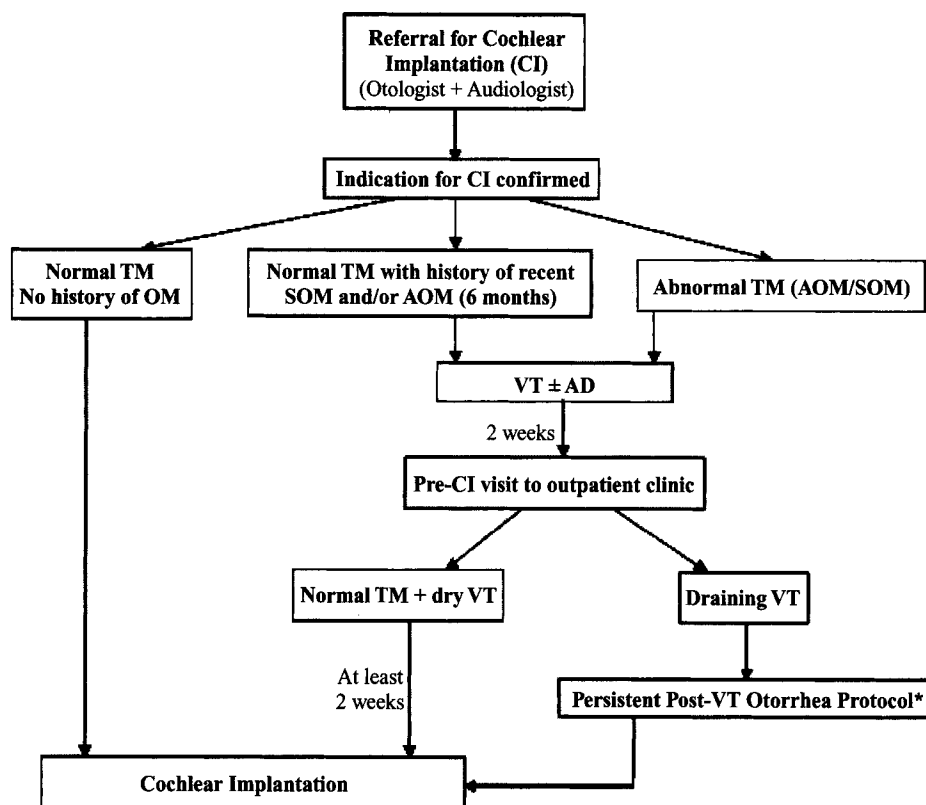 Referral for Cochlear
Implantation (CI)
(Otologist + Audiologist)
Indication for CI confirmed
Normal TM
No history of OM
Normal TM with history of recent
SOM and/or AOM (6 months)
Abnormal TM (AOM/SOM)
VT ± AD
2 weeks
Pre-CI visit to outpatient clinic
Normal TM + dry VT
Draining VT
At least
2 weeks
Persistent Post-VT Otorrhea Protocol*
Cochlear Implantation